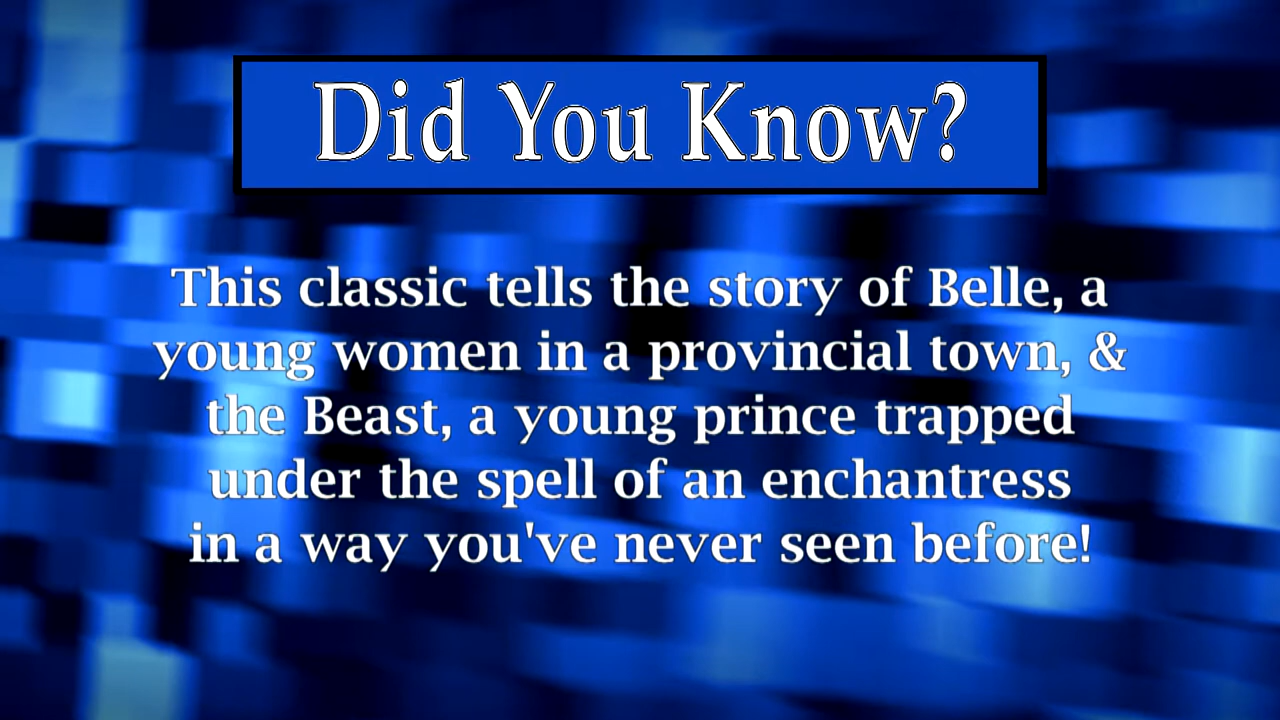 Did You Know?
This classic tells the story of Belle, a
young women in a provincial town, &
the Beast, a young prince trapped
under the spell of an enchantress
in a way you've never seen before!